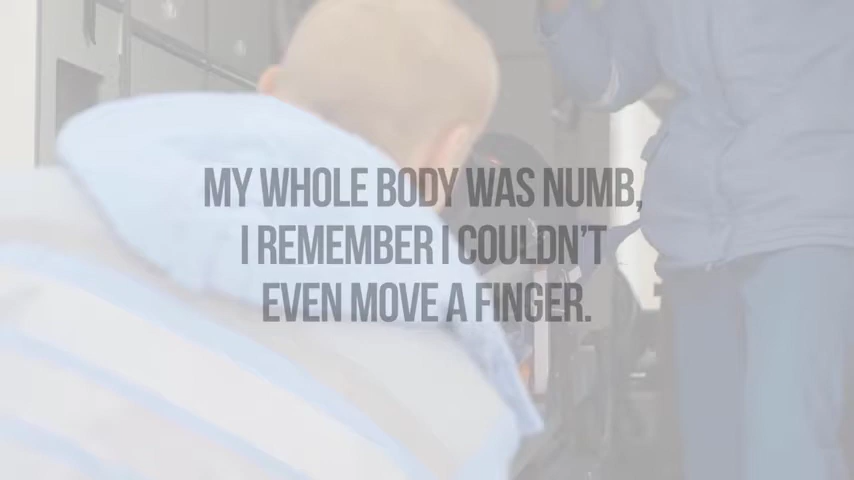 MY WHOLE BODY WAS NUMB,
I REMEMBER I COULDN'T
EVEN MOVE A FINGER.